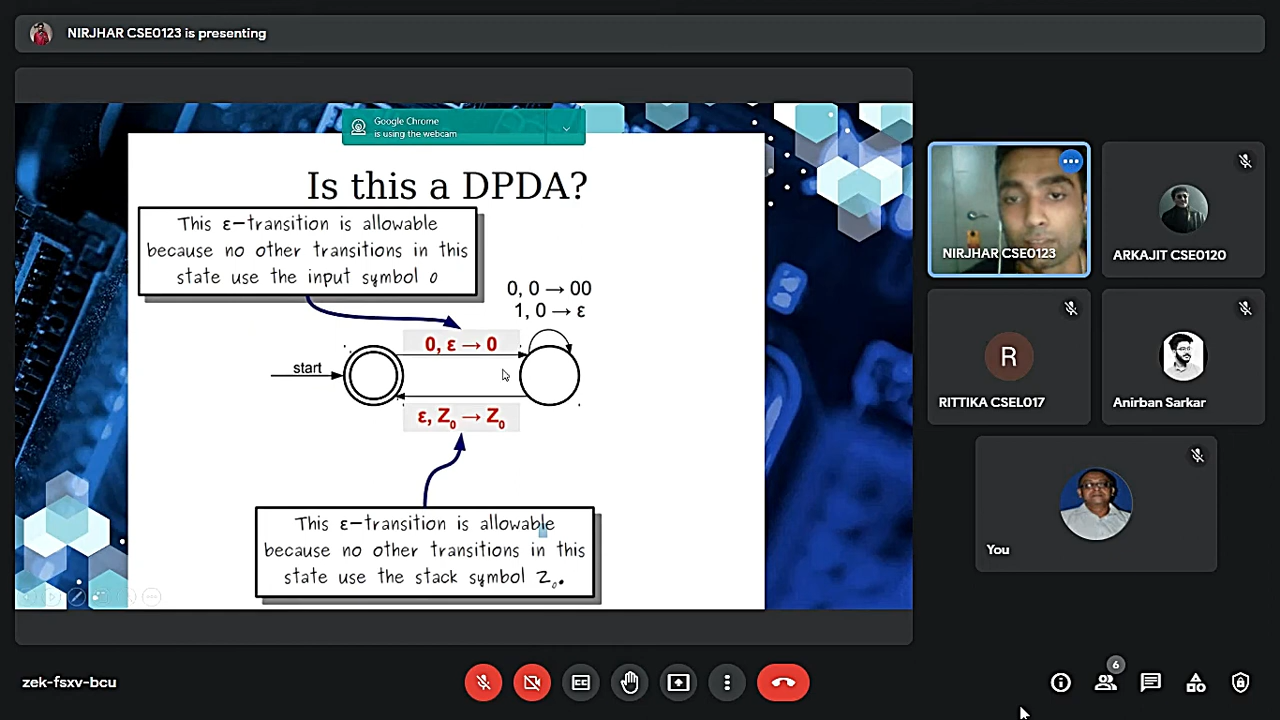 NIRJHAR CSE0123 is presenting
Google Chrome
is using the webcam
Is this a DPDA?
This ε-transition is allowable
because no other transitions in this
state use the input symbol 0
0, 0 → 00
1, 0 → ε
0, ε → 0
start
ε, Z₀ → Z₀
This ε-transition is allowable
because no other transitions in this
state use the stack symbol Z₀.
NIRJHAR CSE0123
ARKAJIT CSE0120
R
RITTIKA CSEL017
Anirban Sarkar
You
zek-fsxv-bcu
CC
6